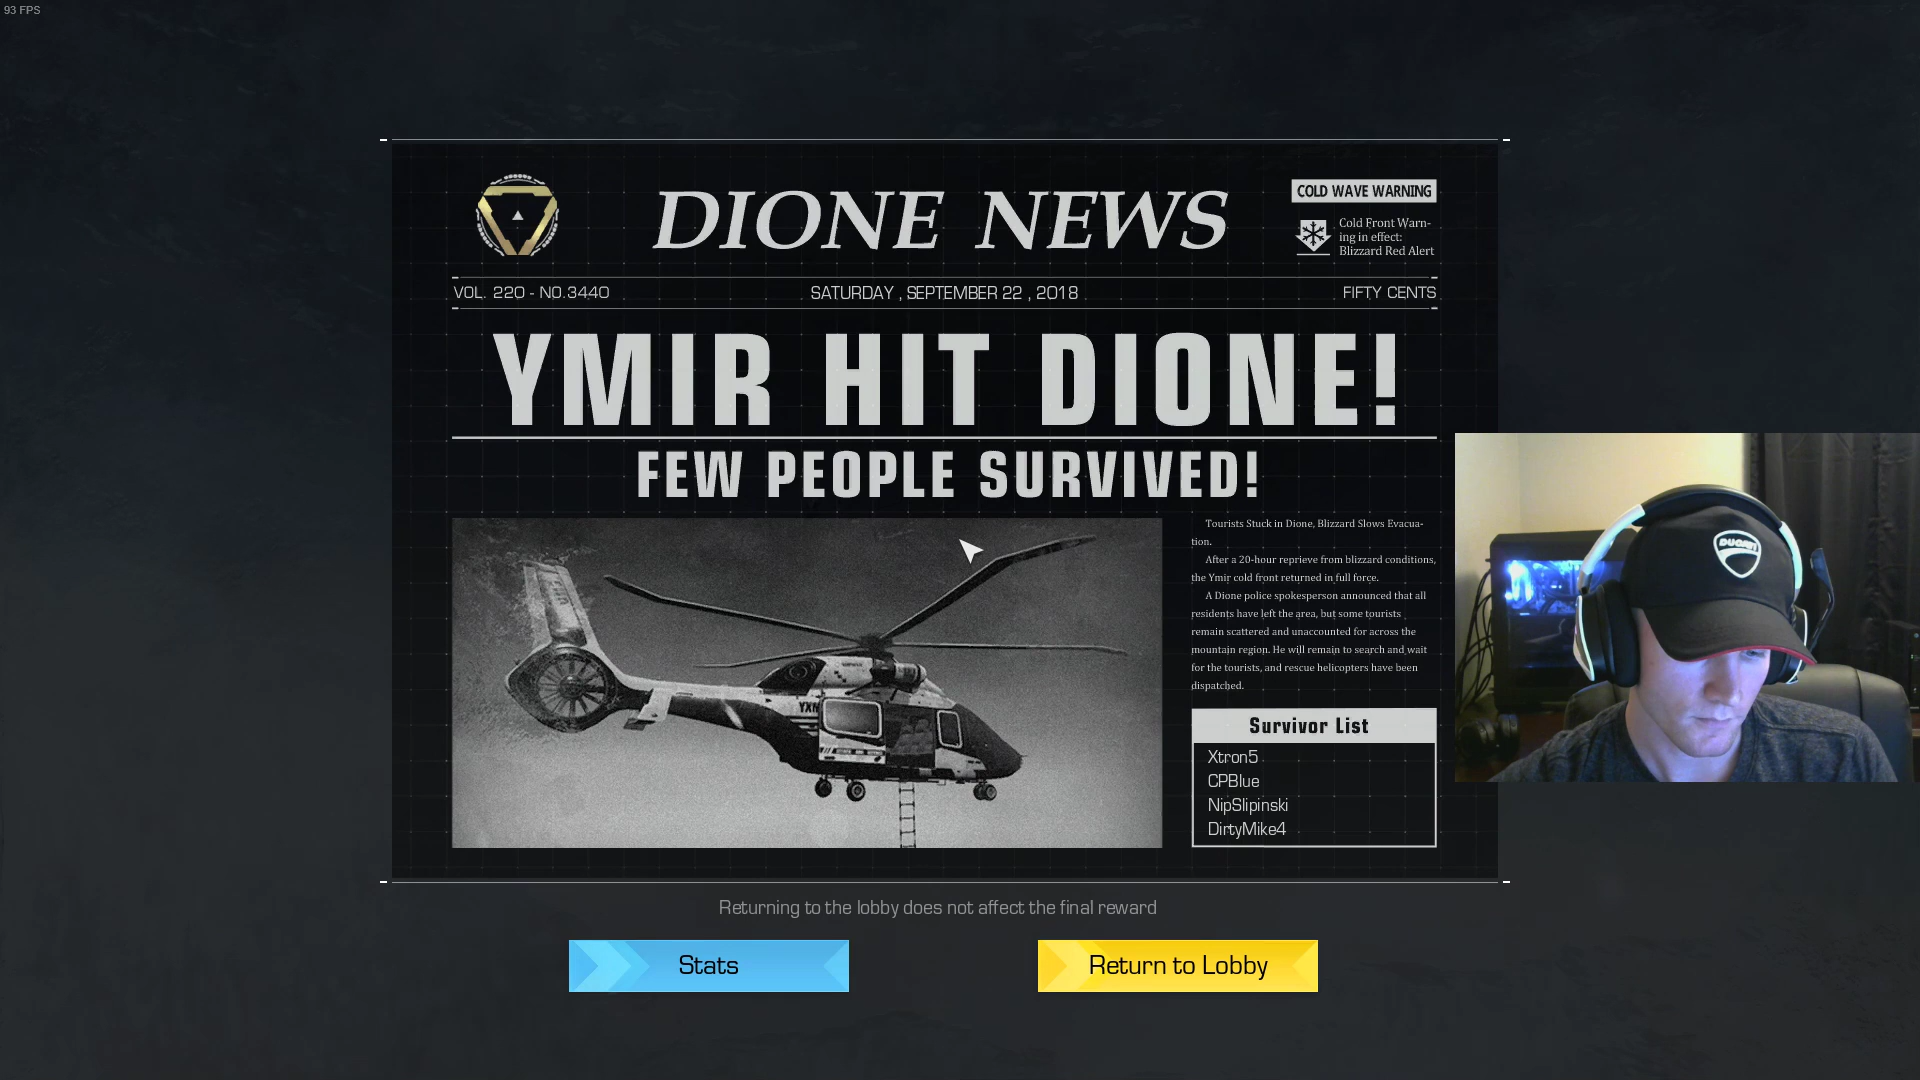 93 FPS
DIONE NEWS
COLD WAVE WARNING
Cold Front Warn-
ing in effect:
Blizzard Red Alert
VOL. 220 - NO.3440
SATURDAY , SEPTEMBER 22 , 2018
FIFTY CENTS
YMIR HIT DIONE!
FEW PEOPLE SURVIVED!
Tourists Stuck in Dione, Blizzard Slows Evacua-
tion.
After a 20-hour reprieve from blizzard conditions,
the Ymir cold front returned in full force.
A Dione police spokesperson announced that all
residents have left the area, but some tourists
remain scattered and unaccounted for across the
mountain region. He will remain to search and wait
for the tourists, and rescue helicopters have been
dispatched.
Survivor List
Xtron5
CPBlue
NipSlipinski
DirtyMike4
DUCATI
Returning to the lobby does not affect the final reward
Stats
Return to Lobby